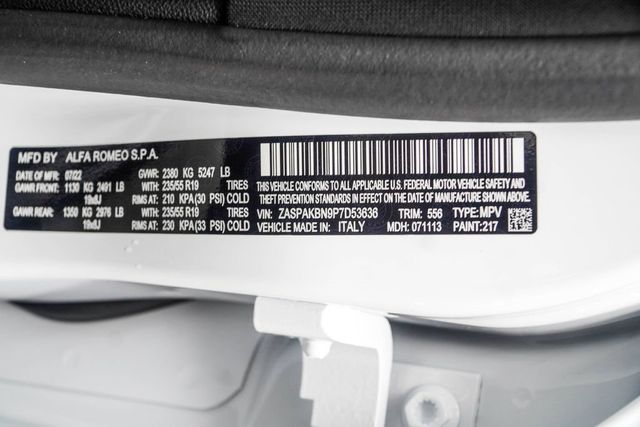 MFD BY ALFA ROMEO S.P.A.
DATE OF MFR: 07/22 GVWR: 2380 KG 5247 LB
GAWR FRONT: 1130 KG 2491 LB WITH 235/55 R19 TIRES
19x8J RIMS AT 210 KPA (30 PSI) COLD
GAWR REAR: 1350 KG 2976 LB WITH 235/55 R19 TIRES
19x8J RIMS AT 230 KPA (33 PSI) COLD
THIS VEHICLE CONFORMS TO ALL APPLICABLE U.S. FEDERAL MOTOR VEHICLE SAFETY AND
THEFT PREVENTION STANDARDS IN EFFECT ON THE DATE OF MANUFACTURE SHOWN ABOVE.
VIN: ZASPAKBN9P7D53636 TRIM: 556 TYPE: MPV
VEHICLE MADE IN: ITALY MDH: 071113 PAINT: 217